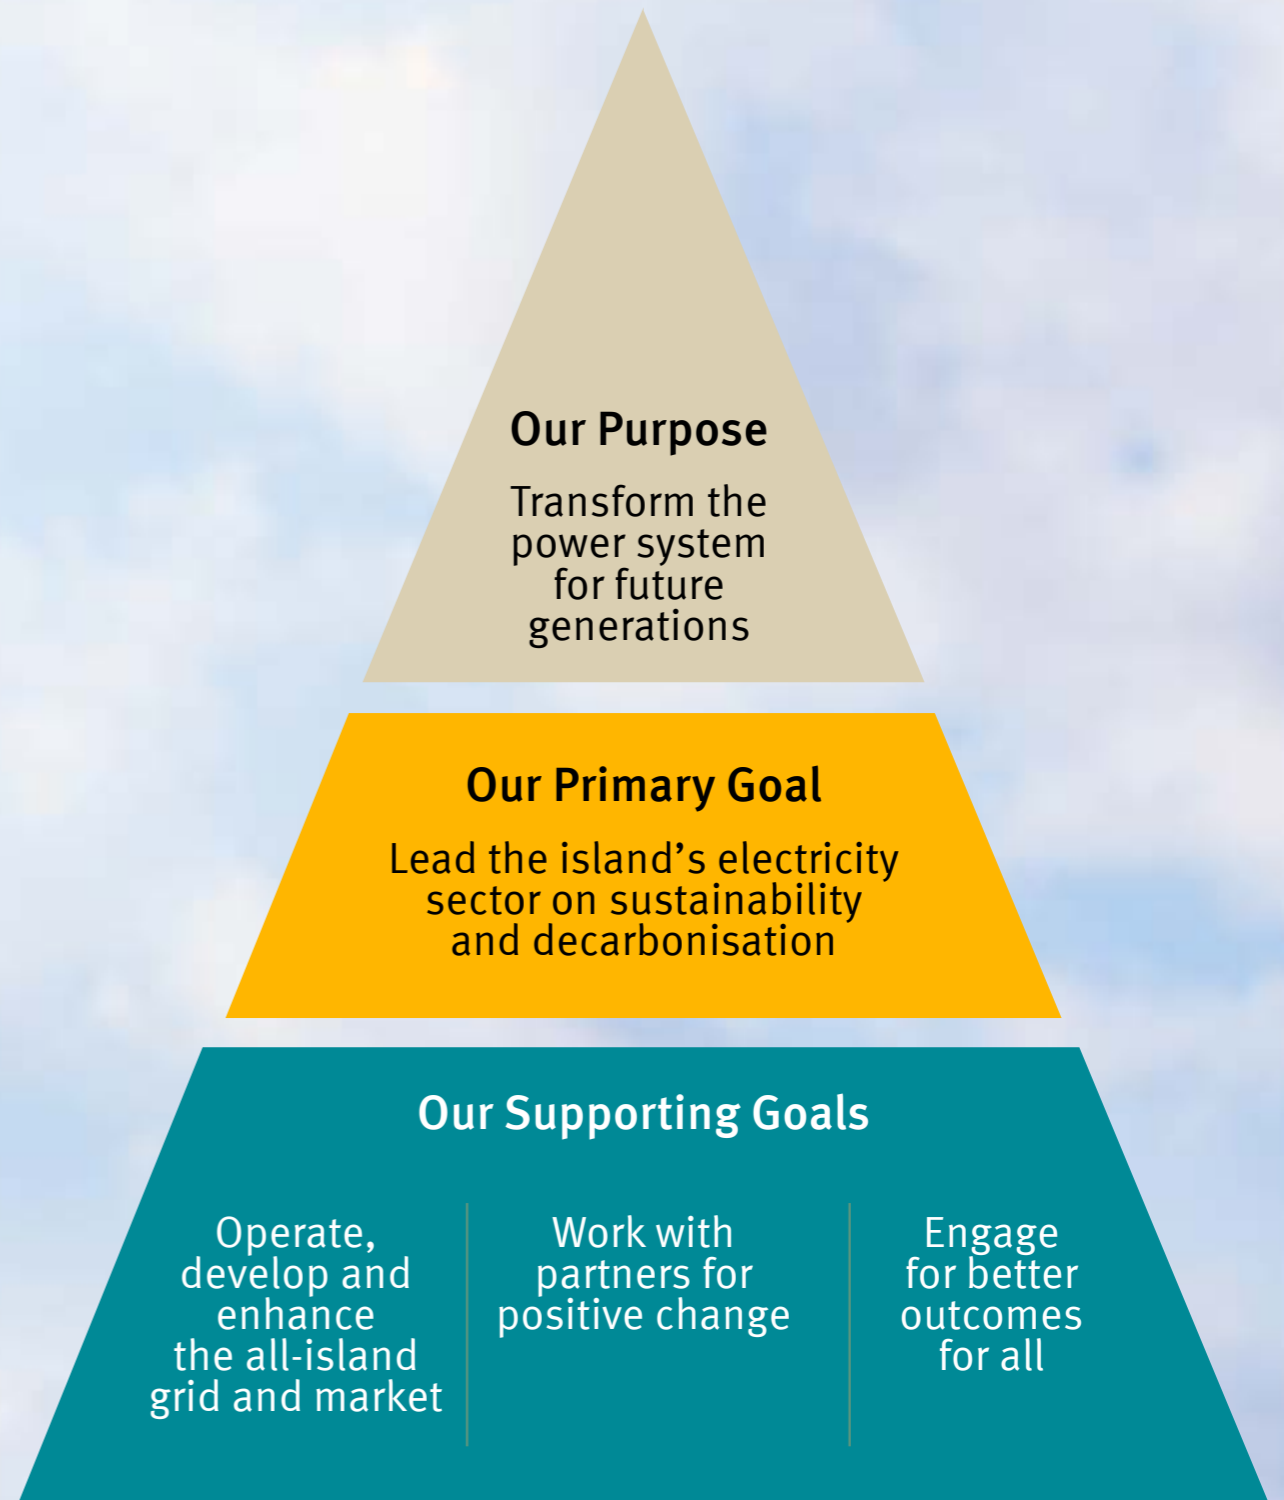 Our Purpose
Transform the
power system
for future
generations
Our Primary Goal
Lead the island’s electricity
sector on sustainability
and decarbonisation
Our Supporting Goals
Operate,
develop and
enhance
the all-island
grid and market
Work with
partners for
positive change
Engage
for better
outcomes
for all